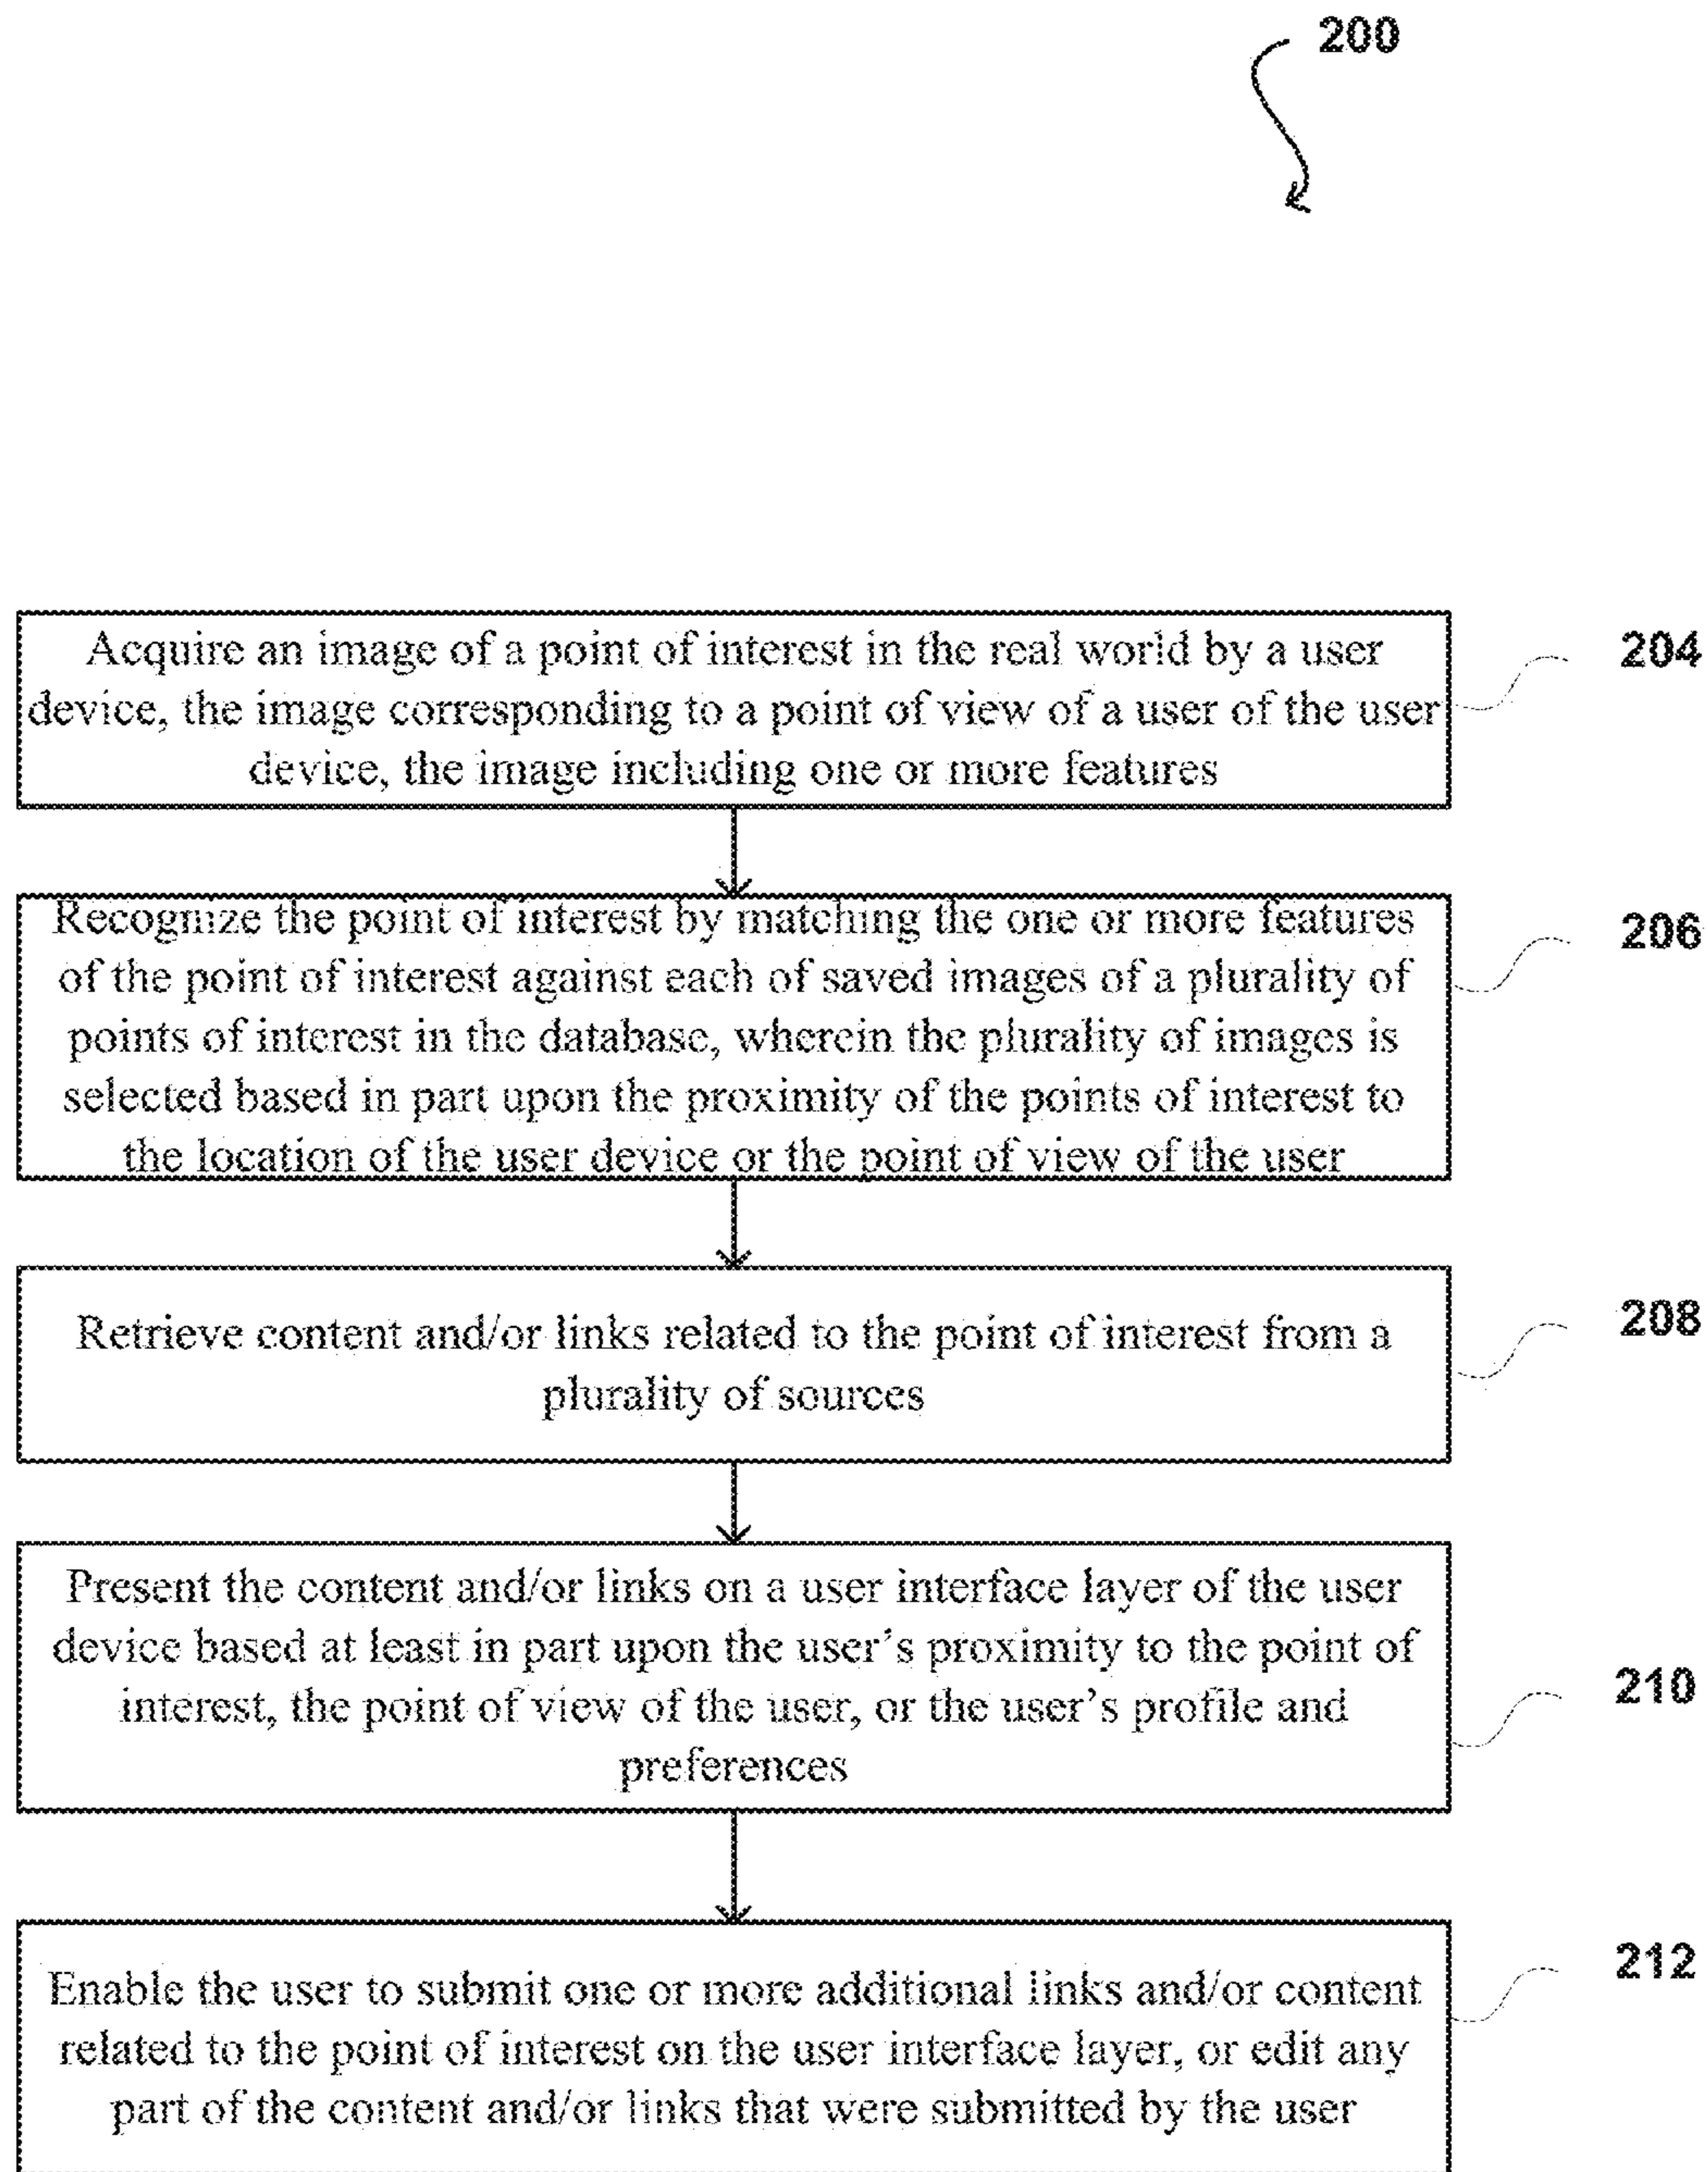 200
Acquire an image of a point of interest in the real world by a user
device, the image corresponding to a point of view of a user of the user
device, the image including one or more features
204
Recognize the point of interest by matching the one or more features
of the point of interest against each of saved images of a plurality of
points of interest in the database, wherein the plurality of images is
selected based in part upon the proximity of the points of interest to
the location of the user device or the point of view of the user
206
Retrieve content and/or links related to the point of interest from a
plurality of sources
208
Present the content and/or links on a user interface layer of the user
device based at least in part upon the user's proximity to the point of
interest, the point of view of the user, or the user's profile and
preferences
210
Enable the user to submit one or more additional links and/or content
related to the point of interest on the user interface layer, or edit any
part of the content and/or links that were submitted by the user
212